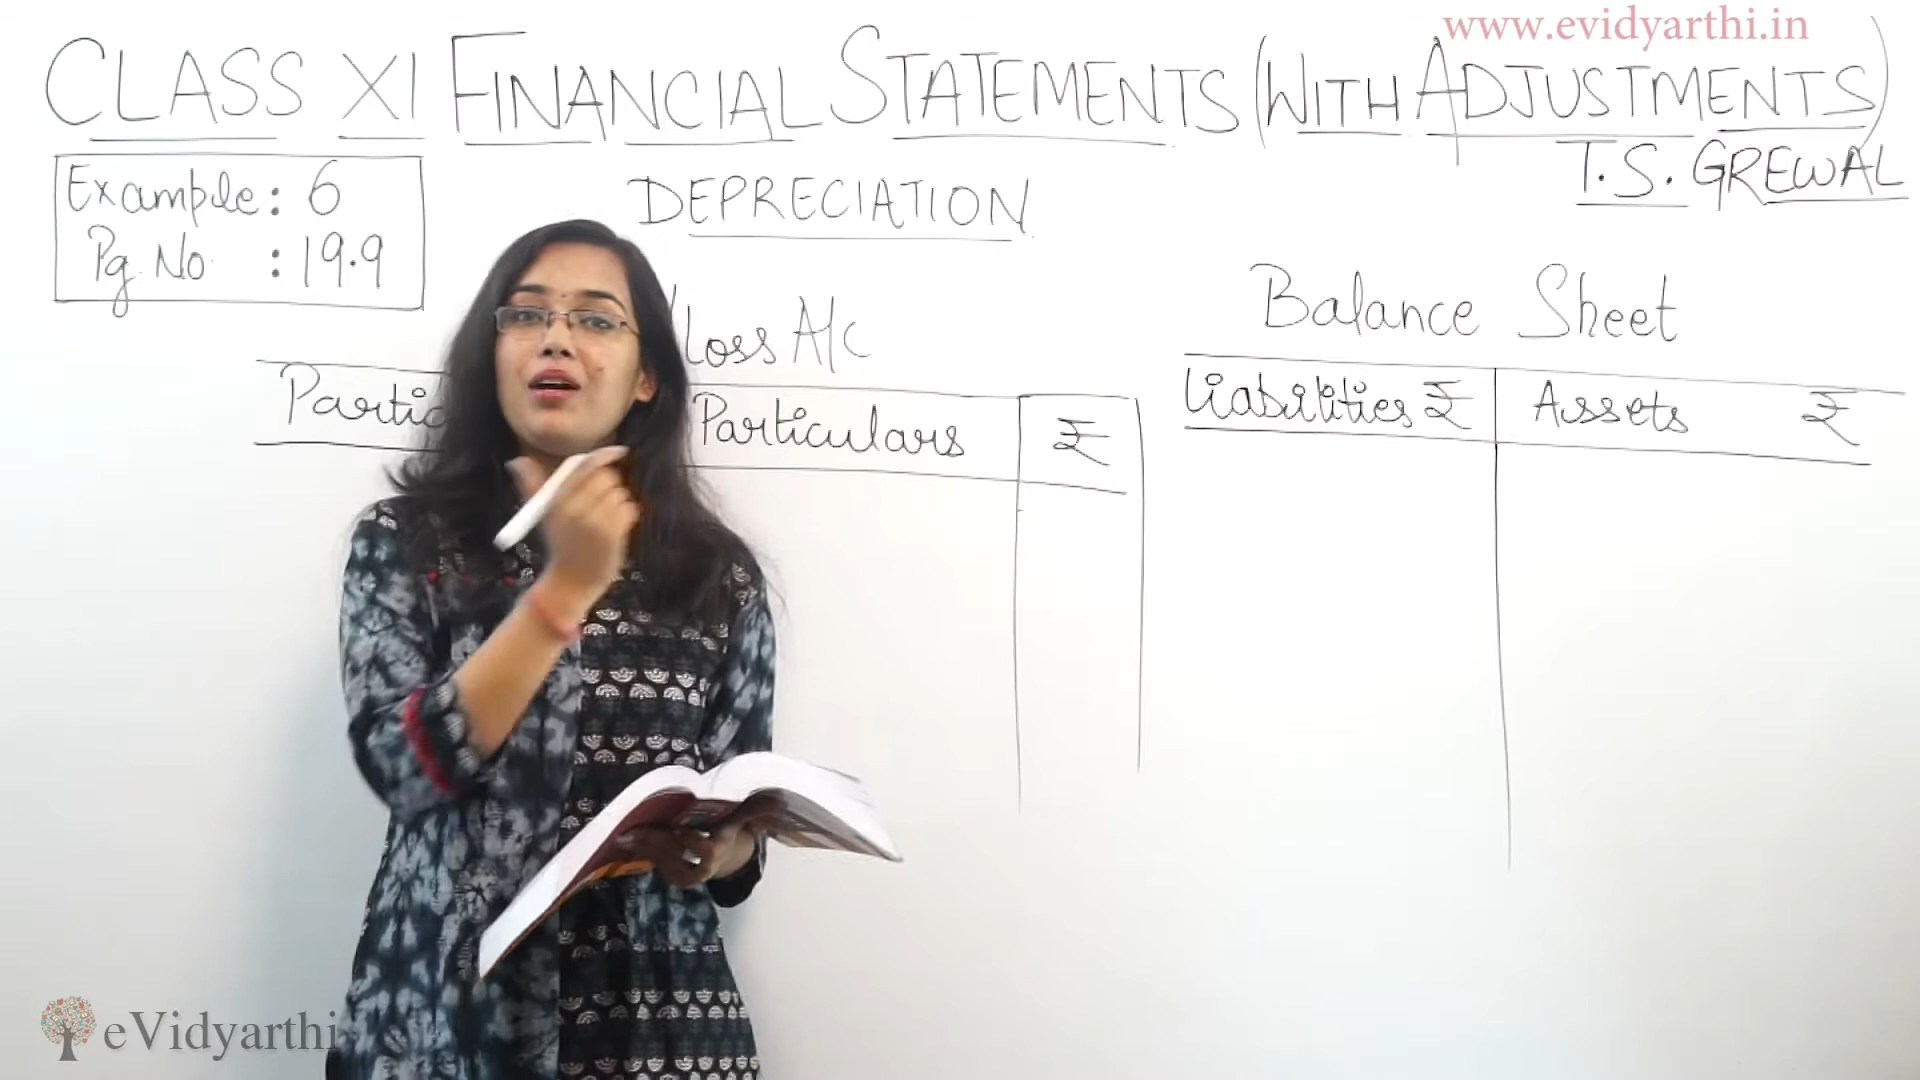 www.evidyarthi.in
CLASS XI FINANCIAL STATEMENTS (WITH ADJUSTMENTS)
T.S. GREWAL
Example : 6
Pg. No : 19.9
DEPRECIATION
Loss A/c
Particulars ₹
Balance Sheet
Liabilities ₹ Assets ₹
eVidyarthi